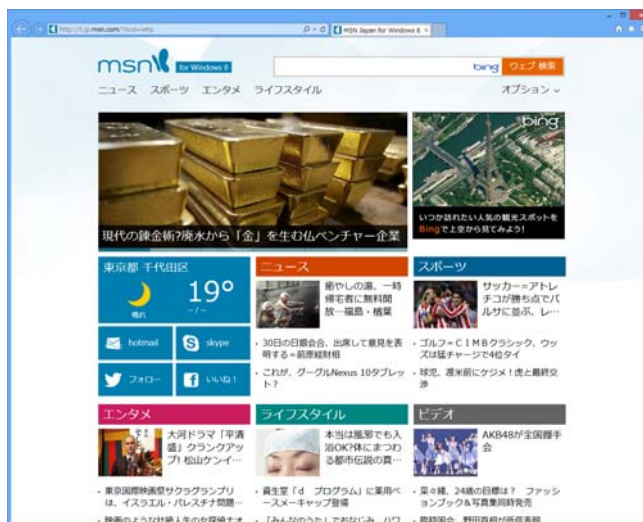 http://t.jp.msn.com/?ocid=iehp
MSN Japan for Windows 8
msn for Windows 8
bing ウェブ検索
ニュース スポーツ エンタメ ライフスタイル オプション
bing
現代の錬金術?廃水から「金」を生む仏ベンチャー企業
いつか訪れたい人気の観光スポットを
Bingで上空から見てみよう!
東京都 千代田区
19°
晴れ
-/-
hotmail
skype
フォロー
いいね!
ニュース
癒やしの湯、一時
帰宅者に無料開
放…福島・楢葉
30日の日銀会合、出席して意見を表
明する=前原経財相
これが、グーグルNexus 10タブレッ
ト?
スポーツ
サッカー=アトレ
チコが勝ち点でバ
ルサに並ぶ、レ…
ゴルフ=CIMBクラシック、ウッ
ズは猛チャージで4位タイ
球児、渡米前にケジメ!虎と最終交
渉
エンタメ
大河ドラマ「平清
盛」クランクアッ
プ! 松山ケンイ…
東京国際映画祭サクラグランプリ
は、イスラエル・パレスチナ問題…
ライフスタイル
本当は風邪でも入
浴OK?体にまつわ
る都市伝説の真…
資生堂「d プログラム」に薬用ベ
ースメーキャップ登場
ビデオ
AKB48が全国握手
会
菜々緒、24歳の目標は? ファッシ
ョンブック&写真集同時発売